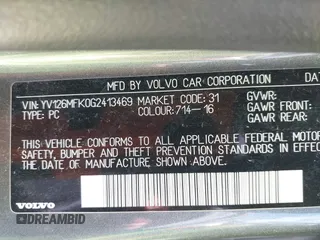 MFD BY VOLVO CAR CORPORATION DAT
VIN: YV126MFK0G2413469 MARKET CODE: 31 GVWR:
TYPE: PC COLOUR: 714-16 GAWR FRONT:
GAWR REAR:
THIS VEHICLE CONFORMS TO ALL APPLICABLE FEDERAL MOTOR
SAFETY, BUMPER AND THEFT PREVENTION STANDARDS IN EFFECT
THE DATE OF MANUFACTURE SHOWN ABOVE.
VOLVO
DREAMBID